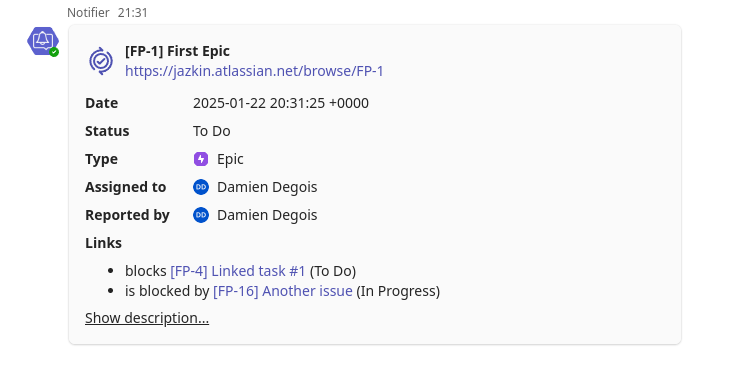 Notifier 21:31
[FP-1] First Epic
https://jazkin.atlassian.net/browse/FP-1
Date 2025-01-22 20:31:25 +0000
Status To Do
Type Epic
Assigned to DD Damien Degois
Reported by DD Damien Degois
Links
• blocks [FP-4] Linked task #1 (To Do)
• is blocked by [FP-16] Another issue (In Progress)
Show description...